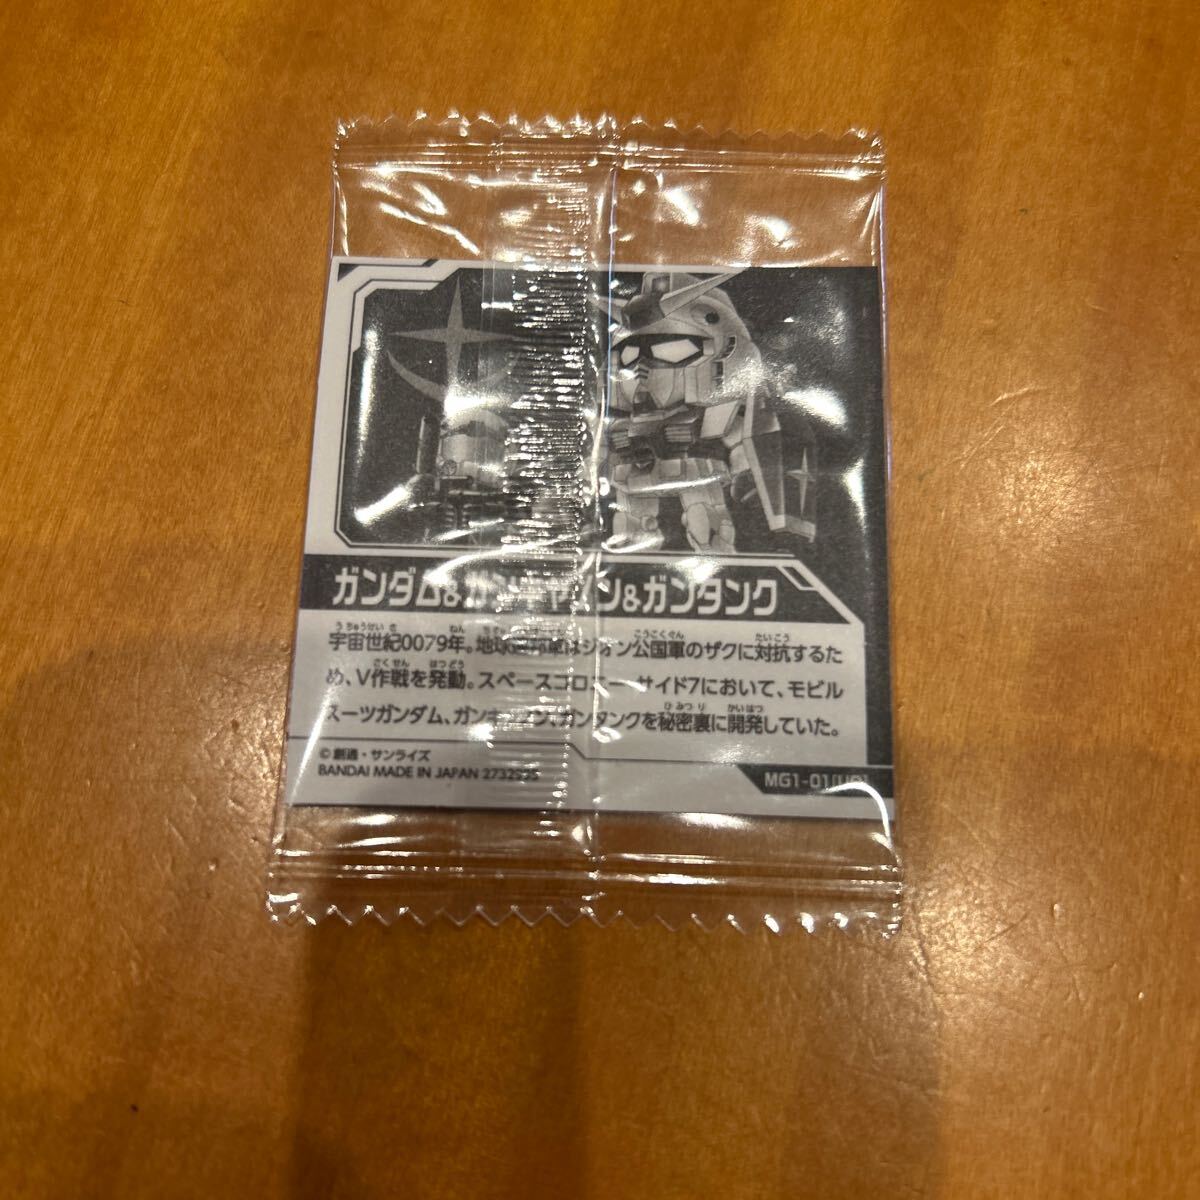 ガンダム&ガンキャノン&ガンタンク
宇宙世紀0079年。地球連邦軍はジオン公国軍のザクに対抗するた
め、V作戦を発動。スペースコロニー、サイド7において、モビル
スーツガンダム、ガンキャノン、ガンタンクを秘密裏に開発していた。
© 創通・サンライズ
BANDAI MADE IN JAPAN
MG1-01[UR]